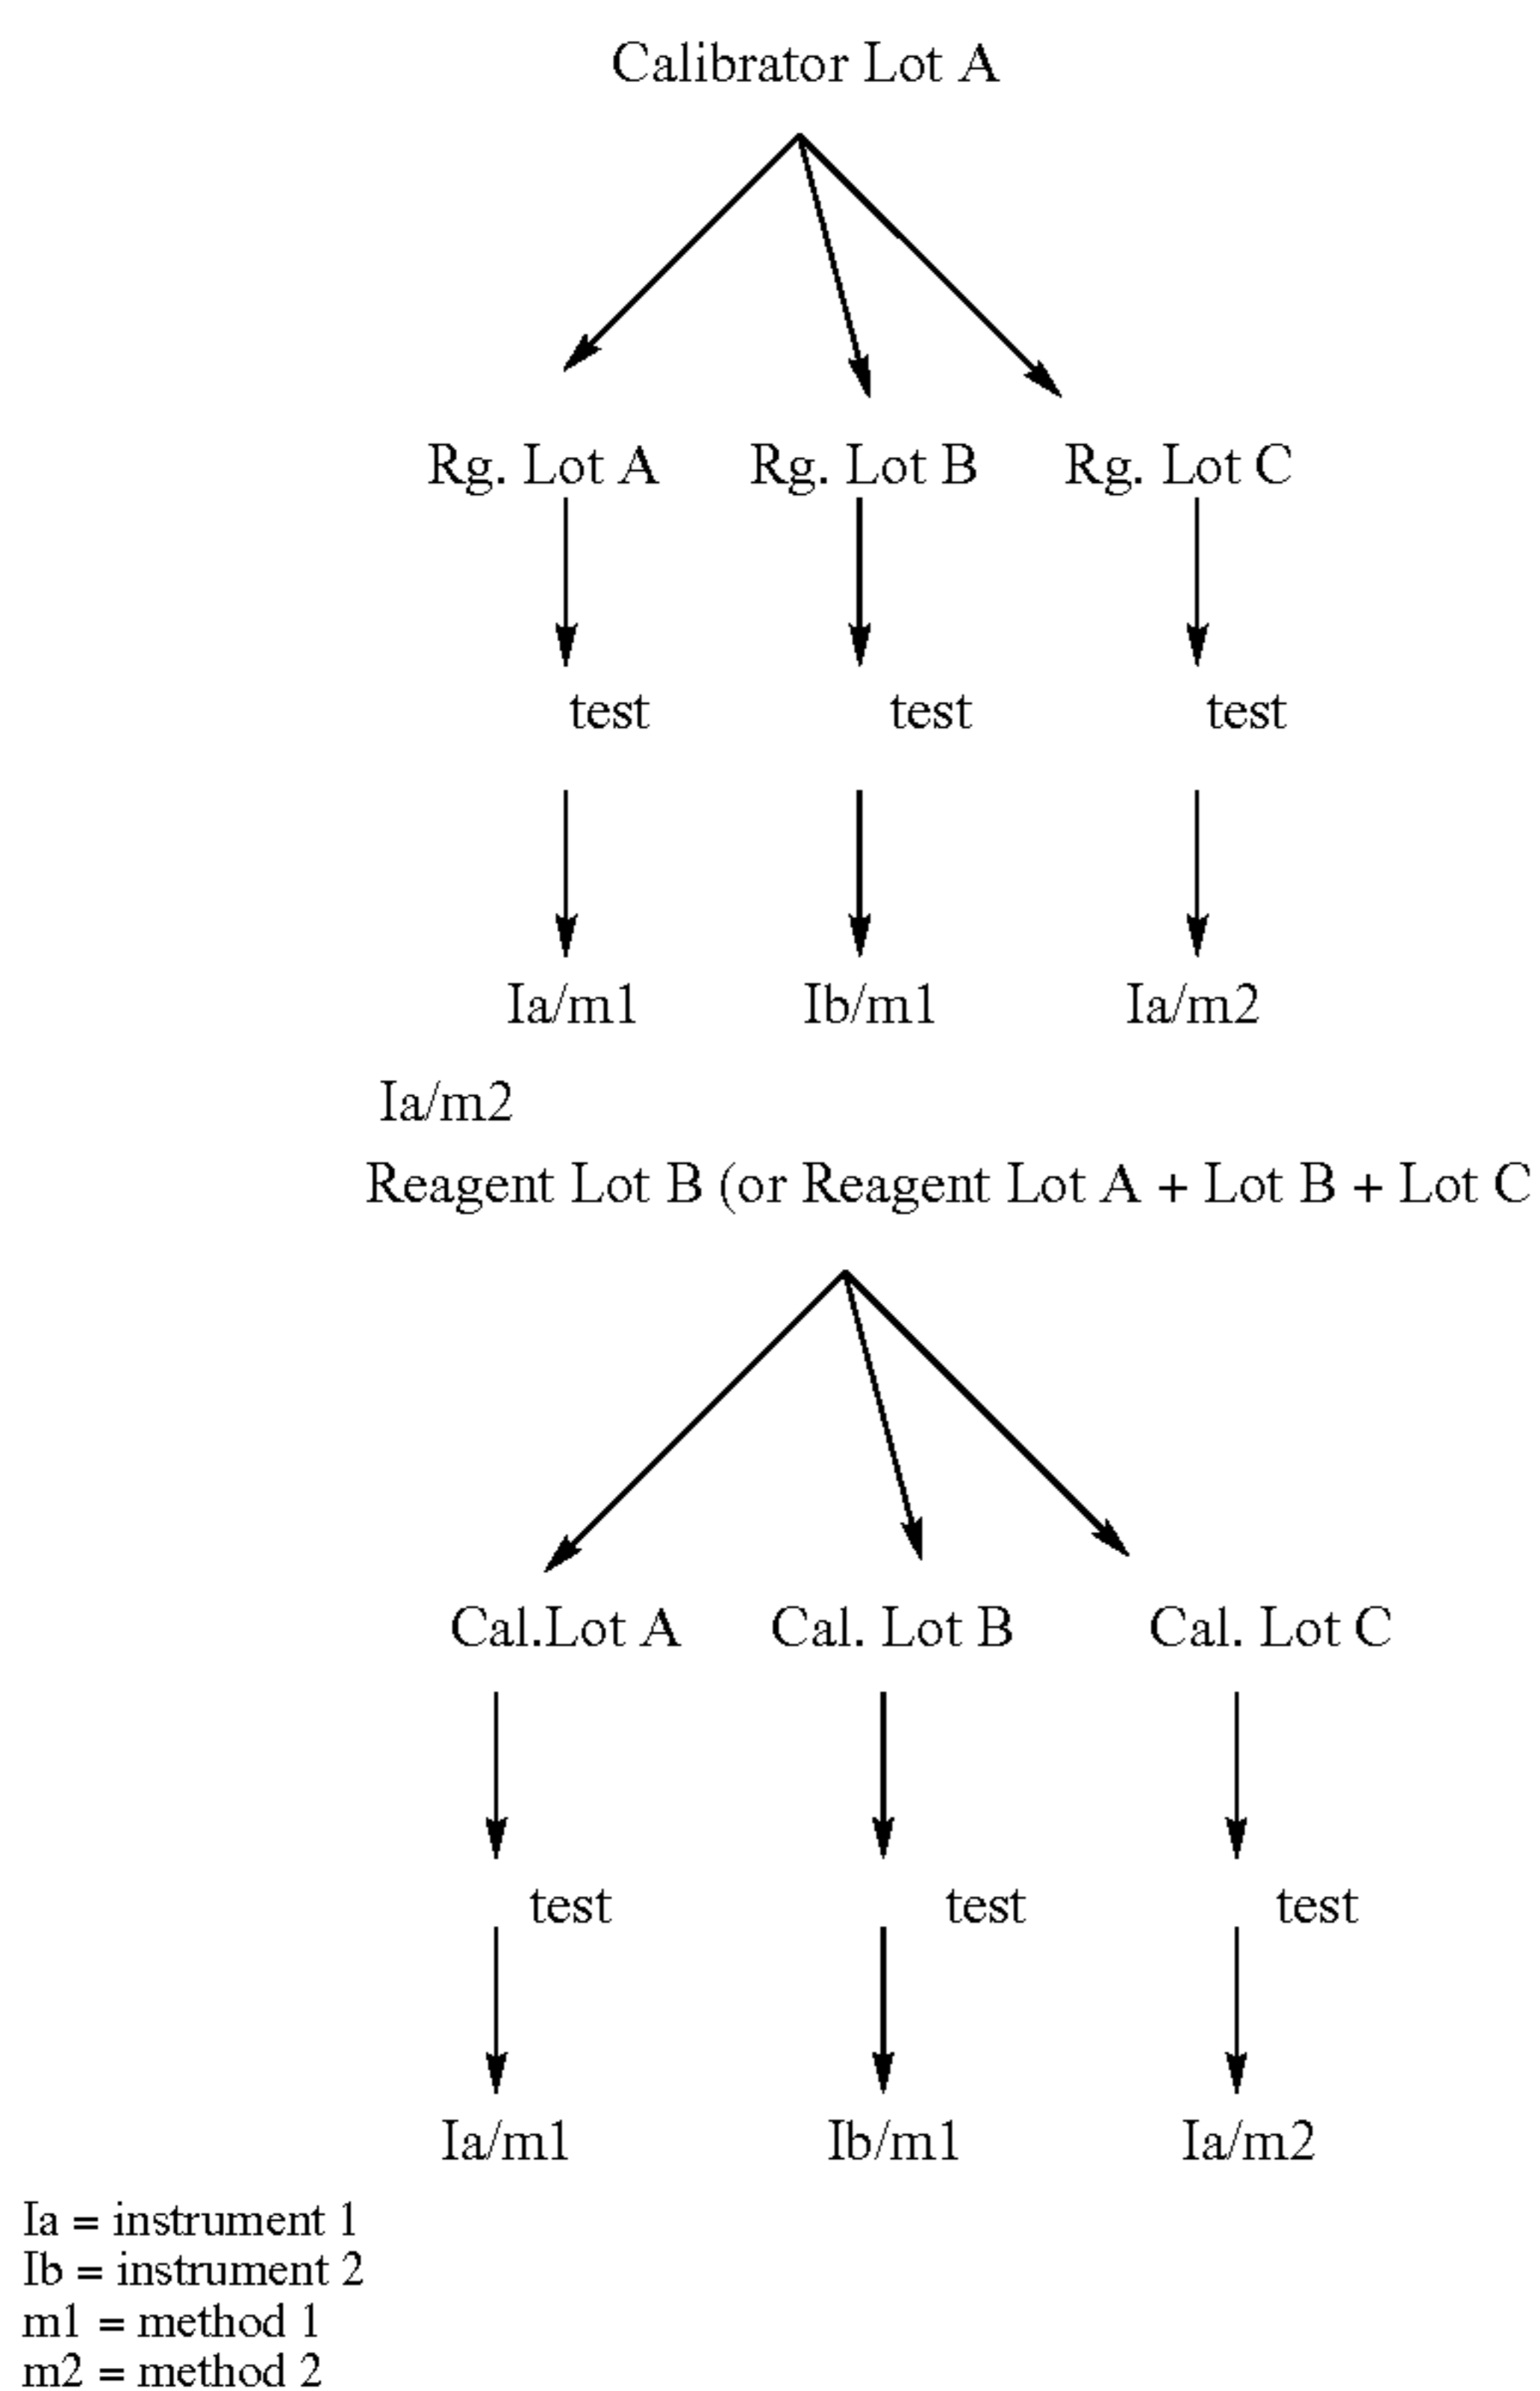 Calibrator Lot A
Rg. Lot A Rg. Lot B Rg. Lot C
test test test
Ia/m1 Ib/m1 Ia/m2
Ia/m2
Reagent Lot B (or Reagent Lot A + Lot B + Lot C
Cal.Lot A Cal. Lot B Cal. Lot C
test test test
Ia/m1 Ib/m1 Ia/m2
Ia = instrument 1
Ib = instrument 2
m1 = method 1
m2 = method 2